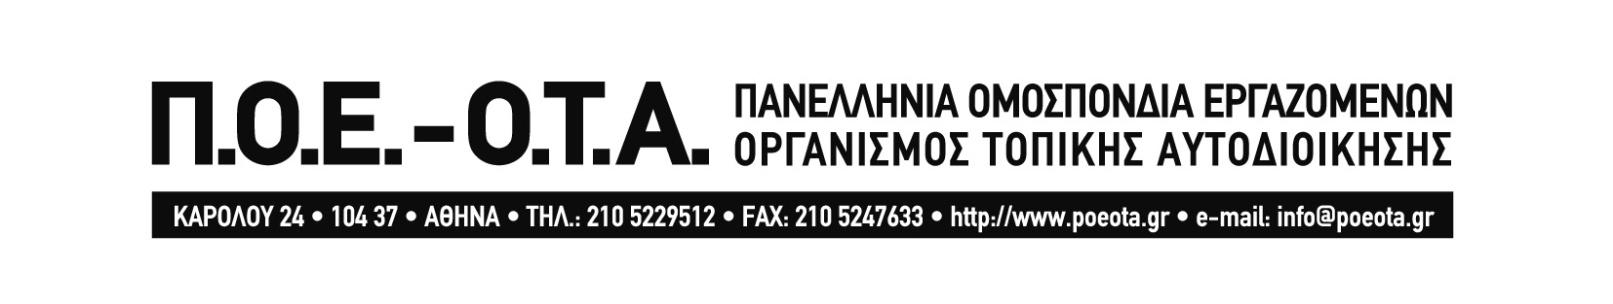 Π.Ο.Ε.-Ο.Τ.Α.
ΠΑΝΕΛΛΗΝΙΑ ΟΜΟΣΠΟΝΔΙΑ ΕΡΓΑΖΟΜΕΝΩΝ
ΟΡΓΑΝΙΣΜΟΣ ΤΟΠΙΚΗΣ ΑΥΤΟΔΙΟΙΚΗΣΗΣ
ΚΑΡΟΛΟΥ 24 • 104 37 • ΑΘΗΝΑ • ΤΗΛ.: 210 5229512 • FAX: 210 5247633 • http://www.poeota.gr • e-mail: info@poeota.gr